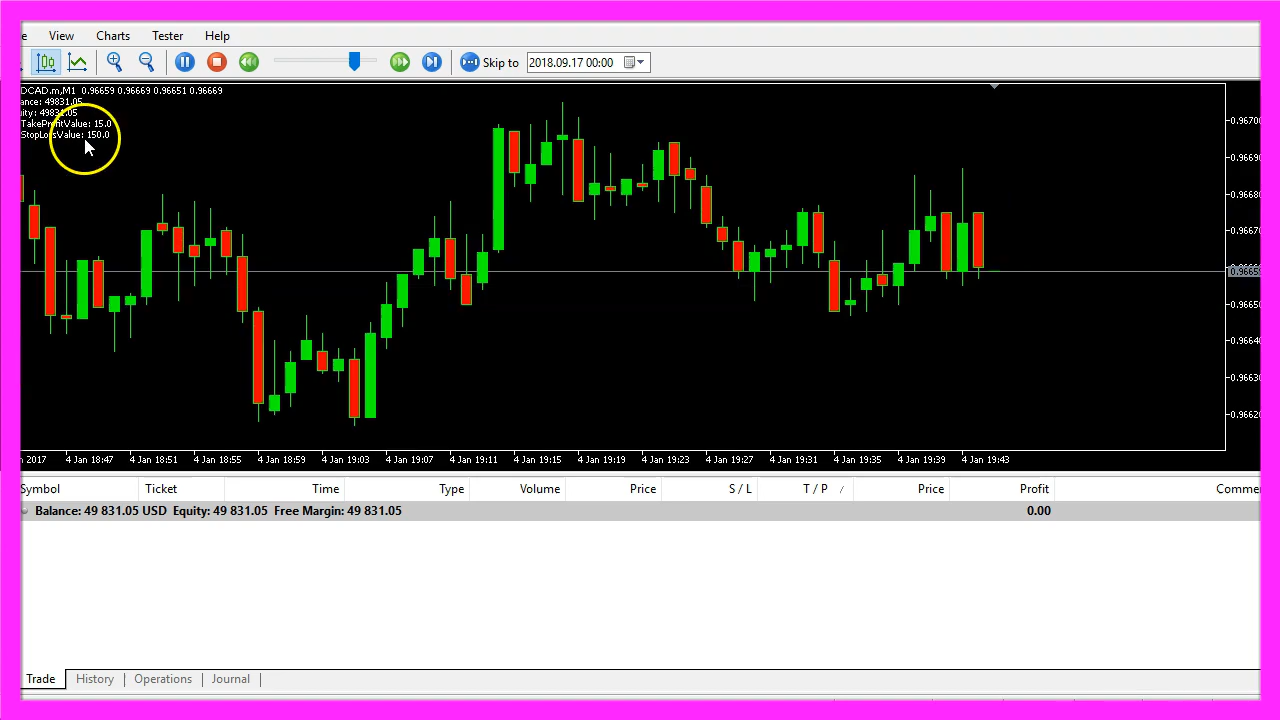 e View Charts Tester Help
Skip to 2018.09.17 00:00
DCAD.m,M1 0.96659 0.96669 0.96651 0.96669
ance: 49831.05
ity: 49831.05
TakeProfitValue: 15.0
StopLossValue: 150.0
0.96700
0.96690
0.96680
0.96670
0.96659
0.96650
0.96640
0.96630
0.96620
n 2017 4 Jan 18:47 4 Jan 18:51 4 Jan 18:55 4 Jan 18:59 4 Jan 19:03 4 Jan 19:07 4 Jan 19:11 4 Jan 19:15 4 Jan 19:19 4 Jan 19:23 4 Jan 19:27 4 Jan 19:31 4 Jan 19:35 4 Jan 19:39 4 Jan 19:43
Symbol Ticket Time Type Volume Price S / L T / P / Price Profit Comme
Balance: 49 831.05 USD Equity: 49 831.05 Free Margin: 49 831.05 0.00
Trade History Operations Journal